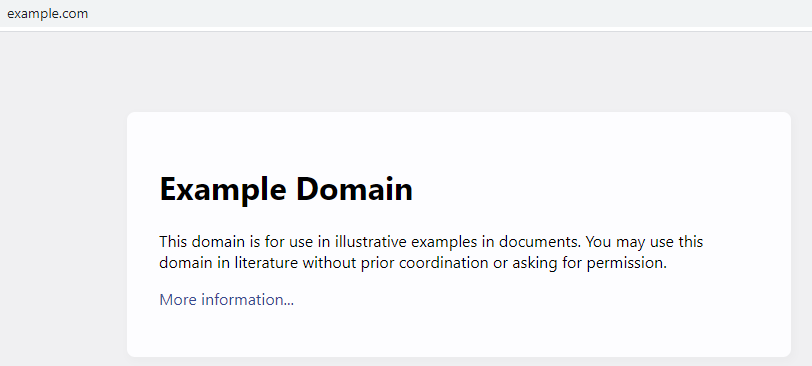 example.com
Example Domain
This domain is for use in illustrative examples in documents. You may use this
domain in literature without prior coordination or asking for permission.
More information...